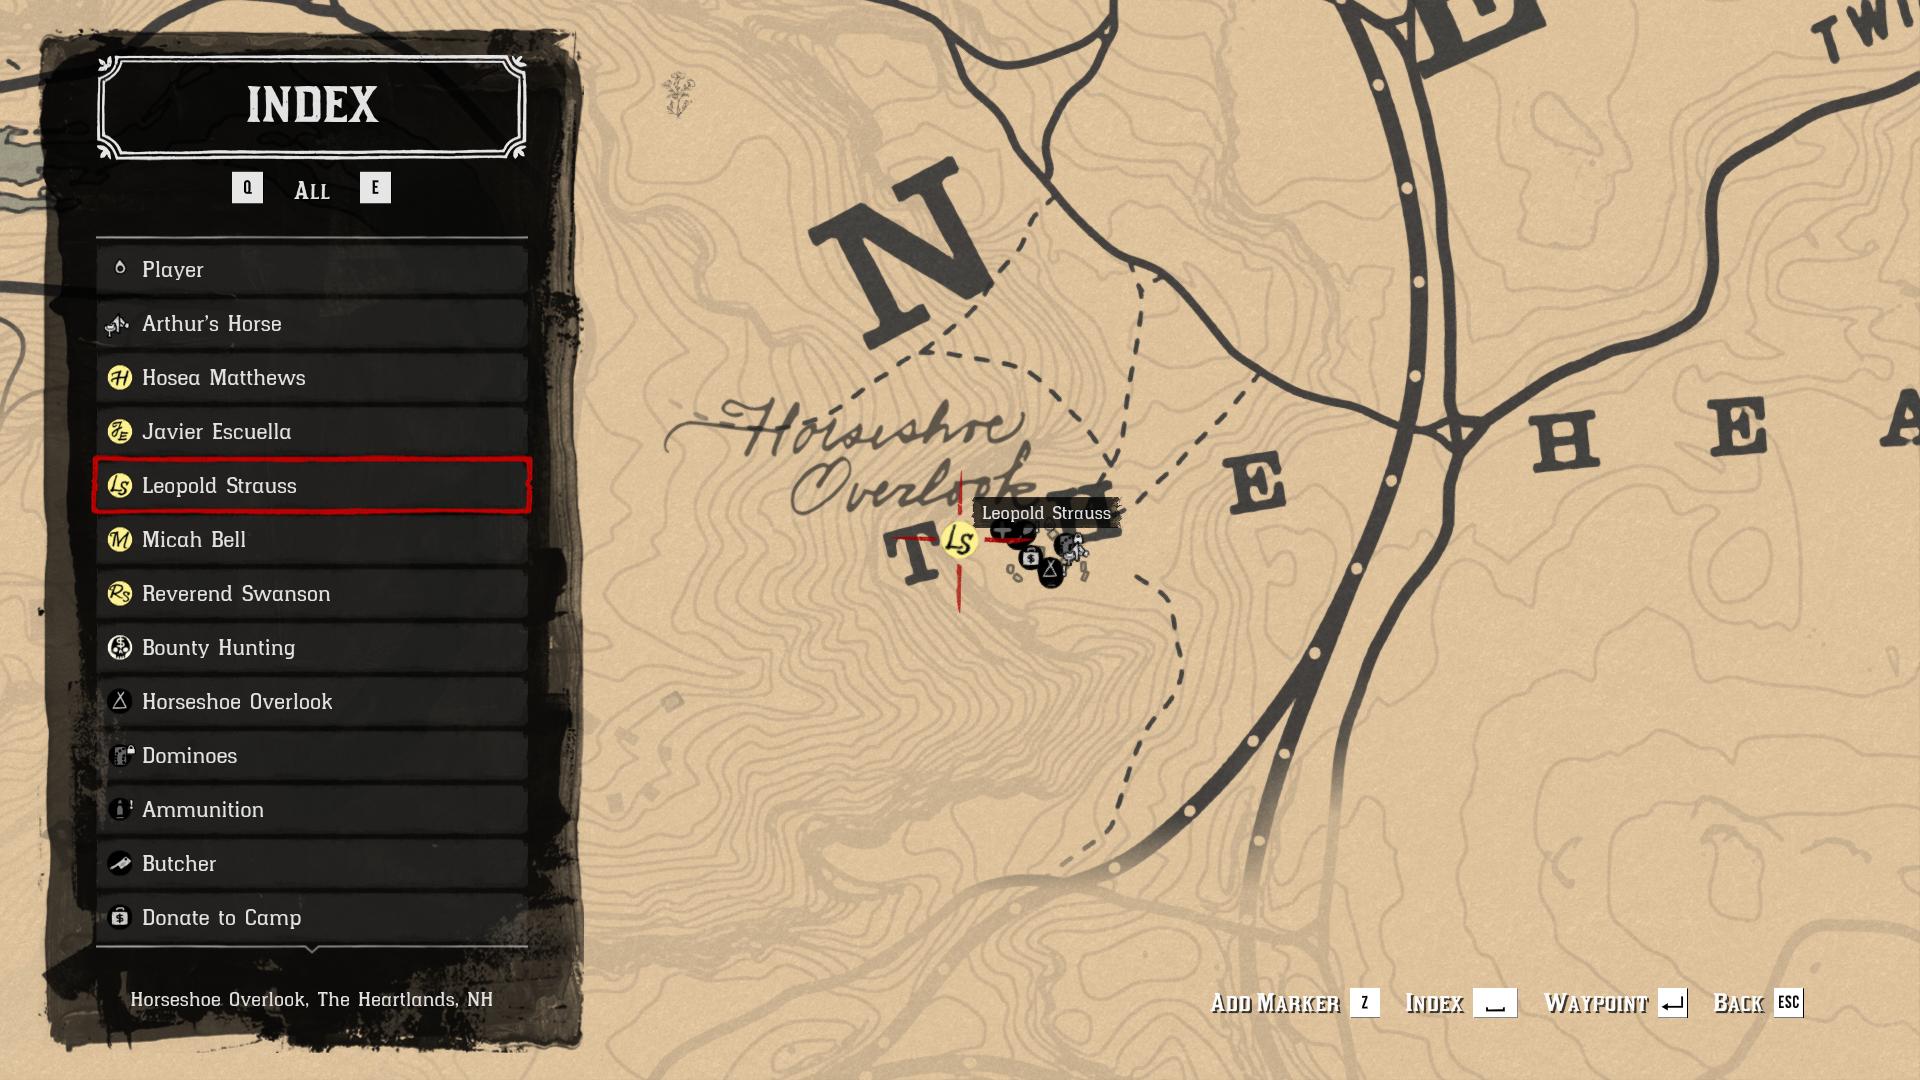 INDEX
Q ALL E
Player
Arthur's Horse
Hosea Matthews
Javier Escuella
Leopold Strauss
Micah Bell
Reverend Swanson
Bounty Hunting
Horseshoe Overlook
Dominoes
Ammunition
Butcher
Donate to Camp
Horseshoe Overlook, The Heartlands, NH
TWI
N
Horseshoe
Overlook
Leopold Strauss
LS
T H E H E A
ADD MARKER Z INDEX WAYPOINT BACK ESC